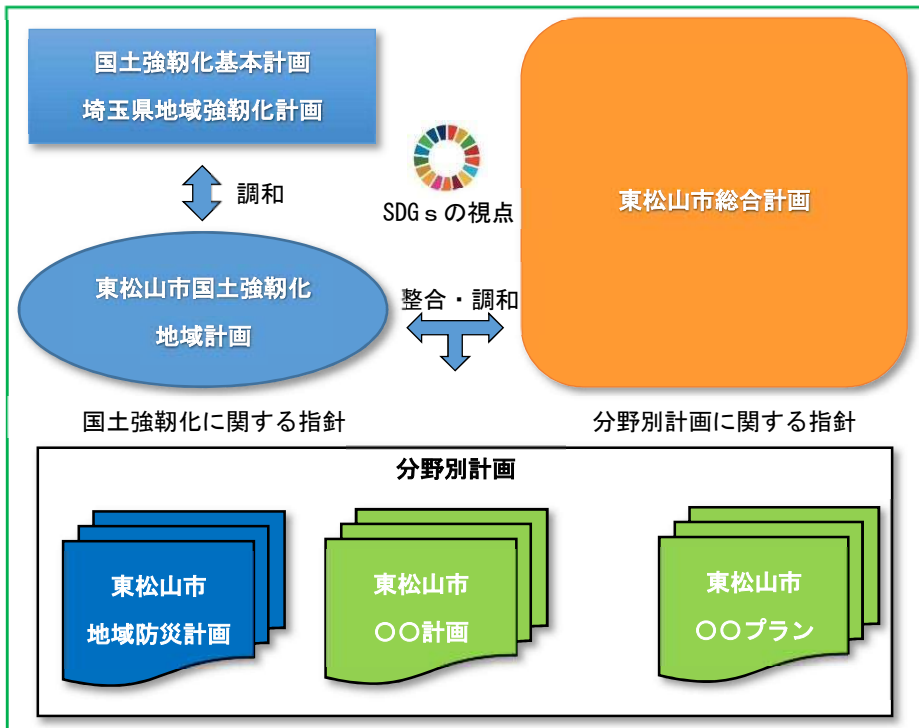 国土強靭化基本計画
埼玉県地域強靭化計画
調和
SDGｓの視点
東松山市総合計画
東松山市国土強靭化
地域計画
整合・調和
国土強靭化に関する指針
分野別計画に関する指針
分野別計画
東松山市
地域防災計画
東松山市
〇〇計画
東松山市
〇〇プラン